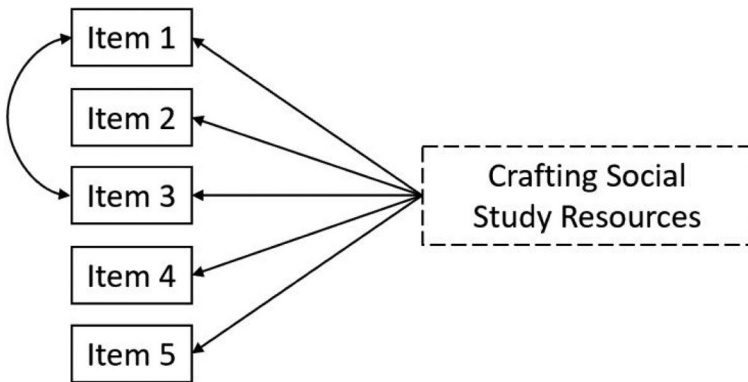 Item 1
Item 2
Item 3
Item 4
Item 5
Crafting Social
Study Resources